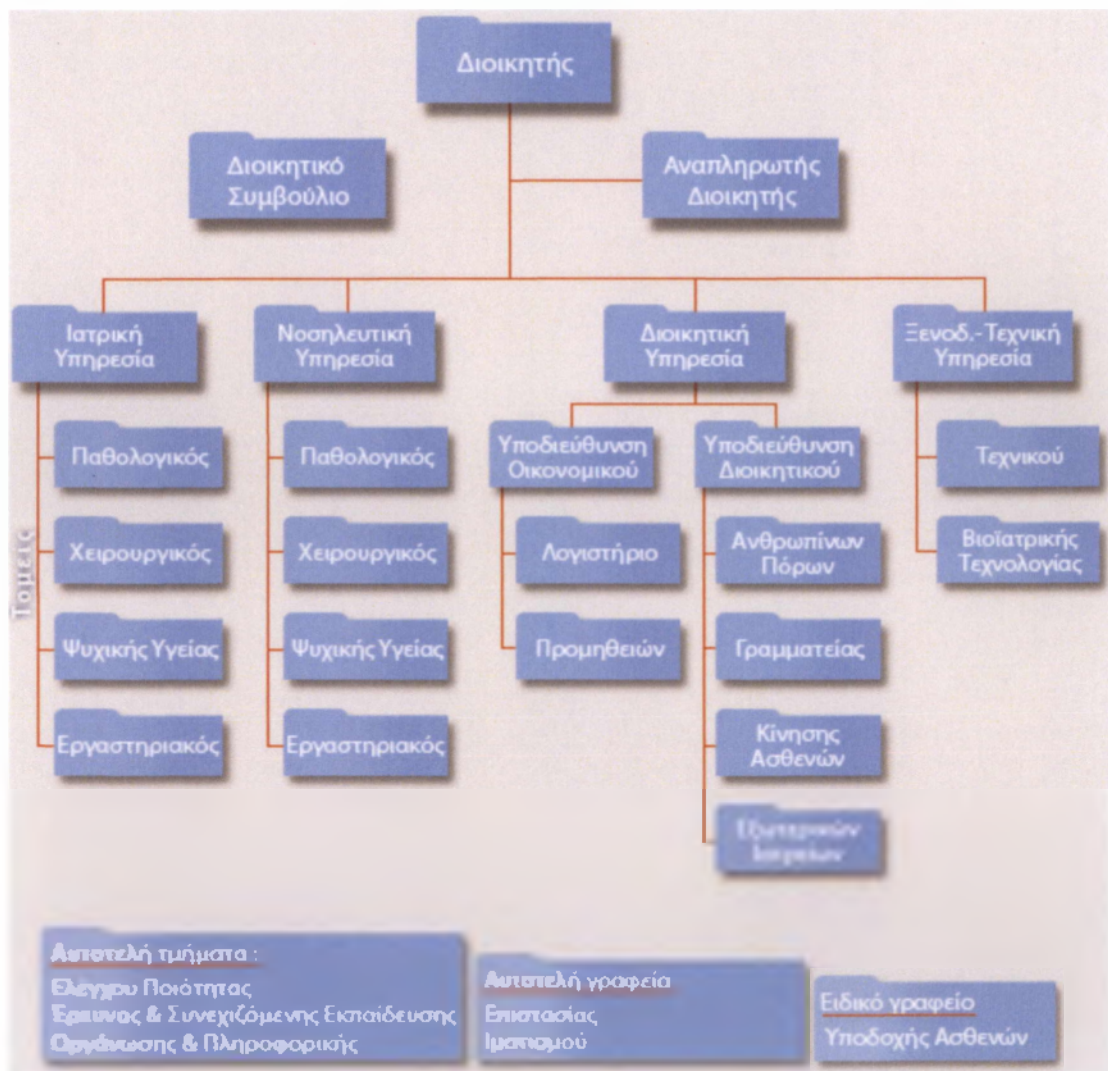 Διοικητής
Διοικητικό
Συμβούλιο
Αναπληρωτής
Διοικητής
Ιατρική
Υπηρεσία
Νοσηλευτική
Υπηρεσία
Διοικητική
Υπηρεσία
Ξενοδ.-Τεχνική
Υπηρεσία
Τομείς
Παθολογικός
Χειρουργικός
Ψυχικής Υγείας
Εργαστηριακός
Παθολογικός
Χειρουργικός
Ψυχικής Υγείας
Εργαστηριακός
Υποδιεύθυνση
Οικονομικού
Λογιστήριο
Προμηθειών
Υποδιεύθυνση
Διοικητικού
Ανθρωπίνων
Πόρων
Γραμματείας
Κίνησης
Ασθενών
Εξωτερικών
Ιατρείων
Τεχνικού
Βιοϊατρικής
Τεχνολογίας
Αυτοτελή τμήματα :
Ελέγχου Ποιότητας
Έρευνας & Συνεχιζόμενης Εκπαίδευσης
Οργάνωσης & Πληροφορικής
Αυτοτελή γραφεία
Επιστασίας
Ιματισμού
Ειδικό γραφείο
Υποδοχής Ασθενών